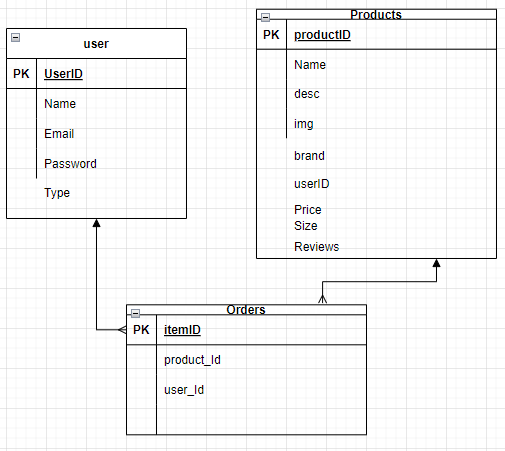 user
PK UserID
Name
Email
Password
Type
Products
PK productID
Name
desc
img
brand
userID
Price
Size
Reviews
Orders
PK itemID
product_Id
user_Id